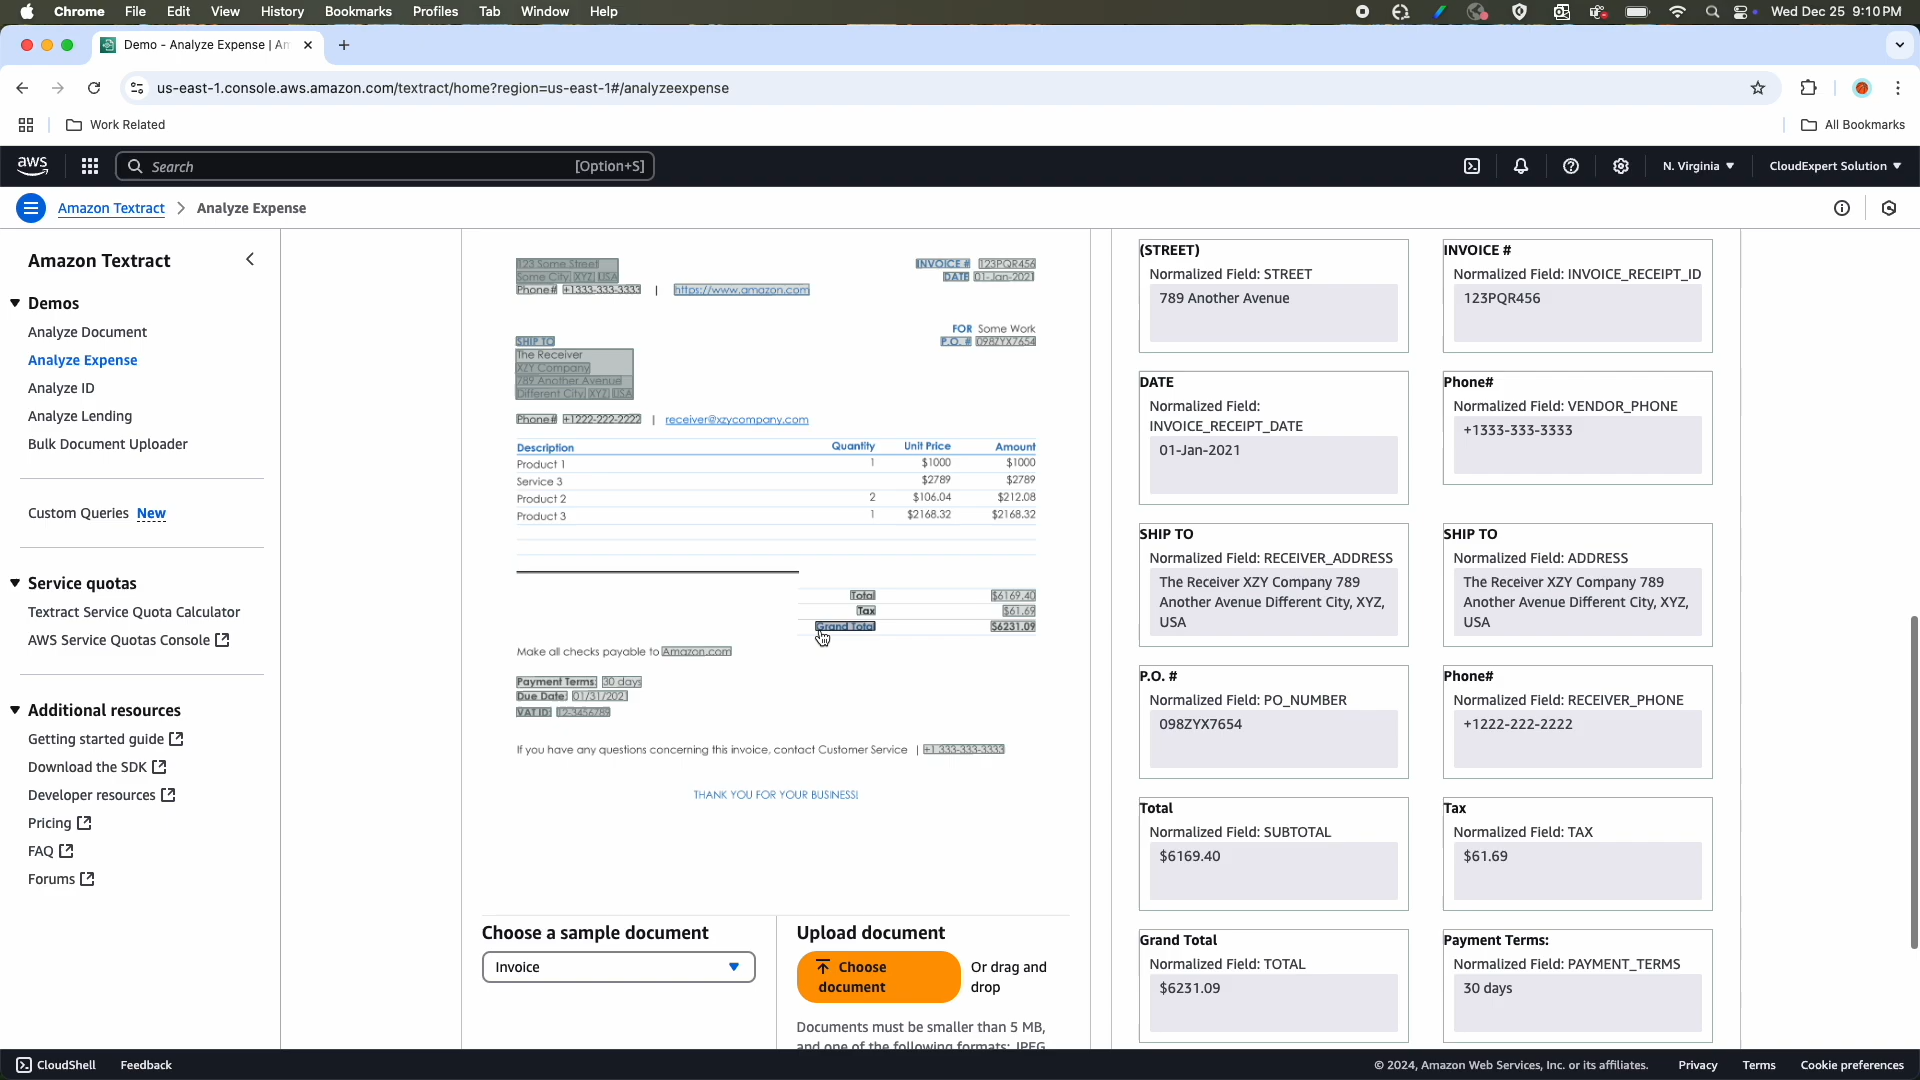 Chrome File Edit View History Bookmarks Profiles Tab Window Help Wed Dec 25 9:10 PM
Demo - Analyze Expense | Am
us-east-1.console.aws.amazon.com/textract/home?region=us-east-1#/analyzeexpense
Work Related
All Bookmarks
aws
Search [Option+S]
N. Virginia
CloudExpert Solution
Amazon Textract > Analyze Expense
Amazon Textract
Demos
Analyze Document
Analyze Expense
Analyze ID
Analyze Lending
Bulk Document Uploader
Custom Queries New
Service quotas
Textract Service Quota Calculator
AWS Service Quotas Console
Additional resources
Getting started guide
Download the SDK
Developer resources
Pricing
FAQ
Forums
123 Some Street
Some City, XYZ, USA
Phone# +1333-333-3333 | https://www.amazon.com
INVOICE # 123PQR456
DATE 01-Jan-2021
FOR Some Work
P.O. # 098ZYX7654
SHIP TO
The Receiver
XZY Company
789 Another Avenue
Different City, XYZ, USA
Phone# +1222-222-2222 | receiver@xzycompany.com
Description Quantity Unit Price Amount
Product 1 1 $1000 $1000
Service 3 $2789 $2789
Product 2 2 $106.04 $212.08
Product 3 1 $2168.32 $2168.32
Total $6169.40
Tax $61.69
Grand Total $6231.09
Make all checks payable to Amazon.com
Payment Terms: 30 days
Due Date: 01/31/2021
VAT ID: 12-3456789
If you have any questions concerning this invoice, contact Customer Service | +1 333-333-3333
THANK YOU FOR YOUR BUSINESS!
Choose a sample document
Invoice
Upload document
Choose document
Or drag and drop
Documents must be smaller than 5 MB,
and one of the following formats: JPEG
(STREET)
Normalized Field: STREET
789 Another Avenue
INVOICE #
Normalized Field: INVOICE_RECEIPT_ID
123PQR456
DATE
Normalized Field:
INVOICE_RECEIPT_DATE
01-Jan-2021
Phone#
Normalized Field: VENDOR_PHONE
+1333-333-3333
SHIP TO
Normalized Field: RECEIVER_ADDRESS
The Receiver XZY Company 789
Another Avenue Different City, XYZ,
USA
SHIP TO
Normalized Field: ADDRESS
The Receiver XZY Company 789
Another Avenue Different City, XYZ,
USA
P.O. #
Normalized Field: PO_NUMBER
098ZYX7654
Phone#
Normalized Field: RECEIVER_PHONE
+1222-222-2222
Total
Normalized Field: SUBTOTAL
$6169.40
Tax
Normalized Field: TAX
$61.69
Grand Total
Normalized Field: TOTAL
$6231.09
Payment Terms:
Normalized Field: PAYMENT_TERMS
30 days
CloudShell Feedback © 2024, Amazon Web Services, Inc. or its affiliates. Privacy Terms Cookie preferences